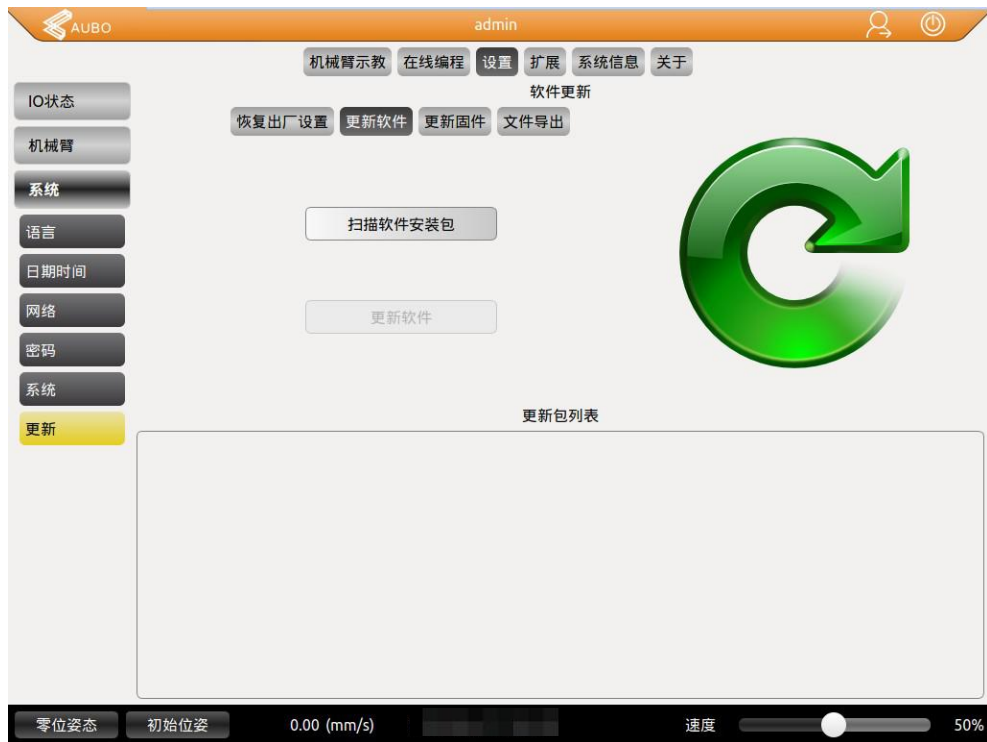 AUBO admin
机械臂示教 在线编程 设置 扩展 系统信息 关于
软件更新
IO状态
恢复出厂设置 更新软件 更新固件 文件导出
机械臂
系统
扫描软件安装包
语言
日期时间
网络
更新软件
密码
系统
更新包列表
更新
零位姿态 初始位姿 0.00 (mm/s) 速度 50%